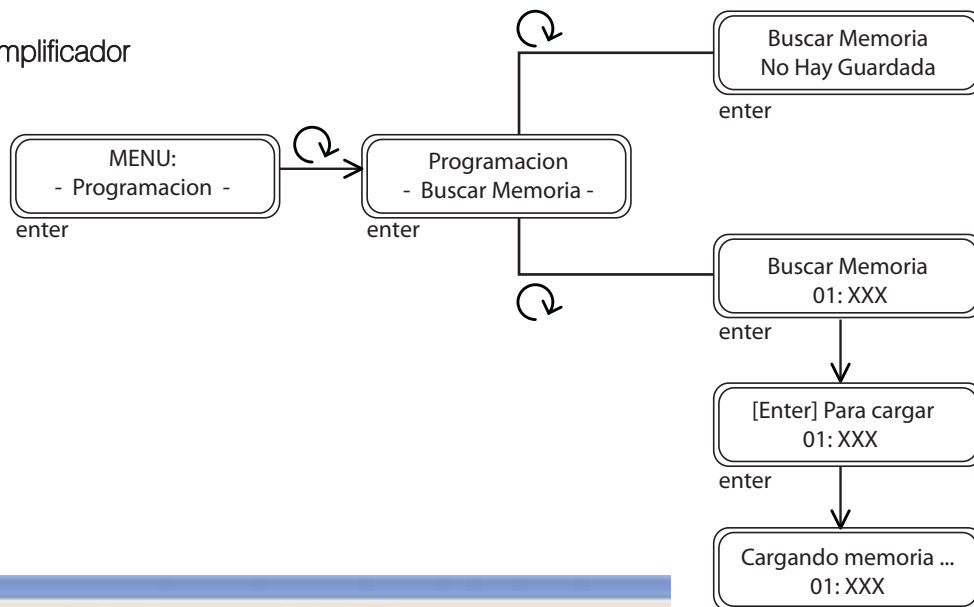 mplificador
MENU:
- Programacion -
enter
Programacion
- Buscar Memoria -
enter
Buscar Memoria
No Hay Guardada
enter
Buscar Memoria
01: XXX
enter
[Enter] Para cargar
01: XXX
enter
Cargando memoria ...
01: XXX